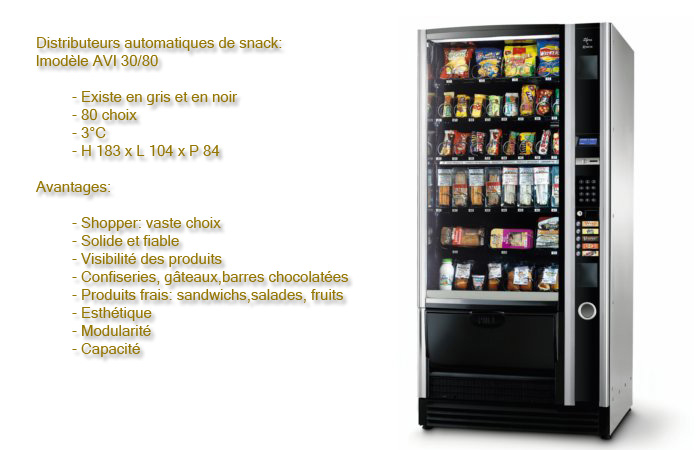 Distributeurs automatiques de snack:
lmodèle AVI 30/80
- Existe en gris et en noir
- 80 choix
- 3°C
- H 183 x L 104 x P 84
Avantages:
- Shopper: vaste choix
- Solide et fiable
- Visibilité des produits
- Confiseries, gâteaux,barres chocolatées
- Produits frais: sandwichs,salades, fruits
- Esthétique
- Modularité
- Capacité